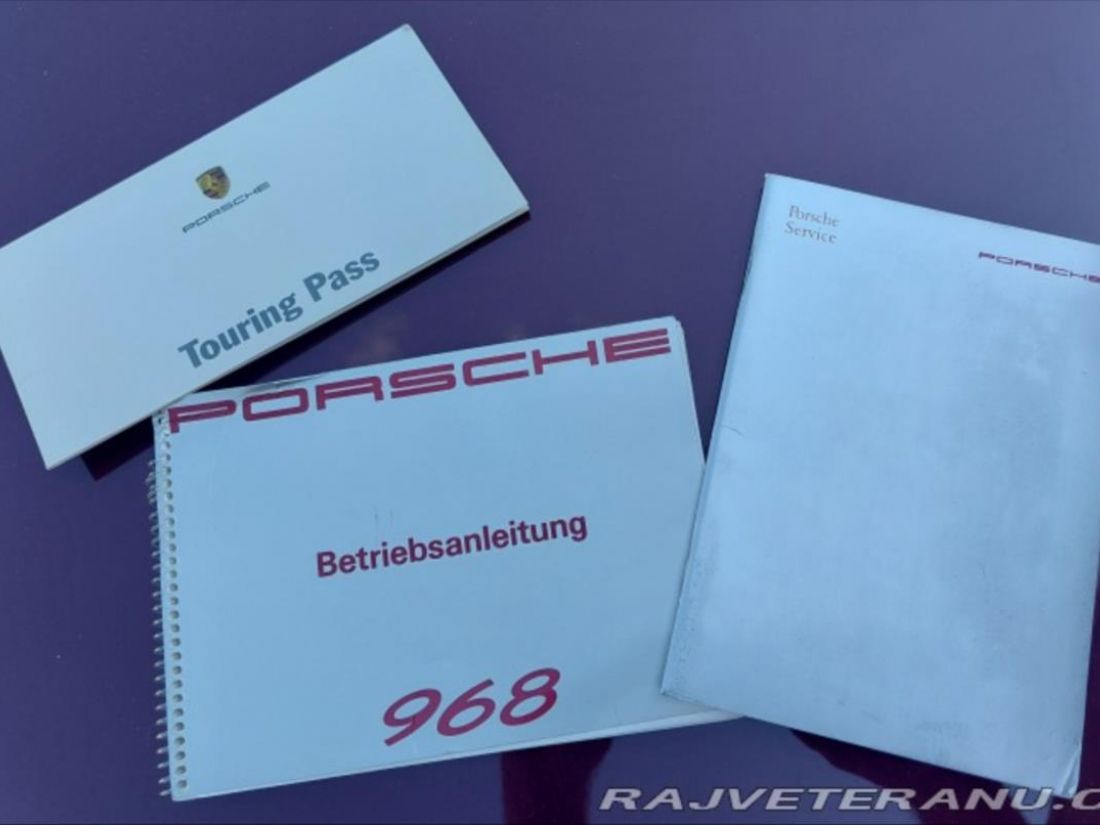 PORSCHE
Touring Pass
PORSCHE
Betriebsanleitung
968
Porsche
Service
PORSCHE
RAJVETERANU.C